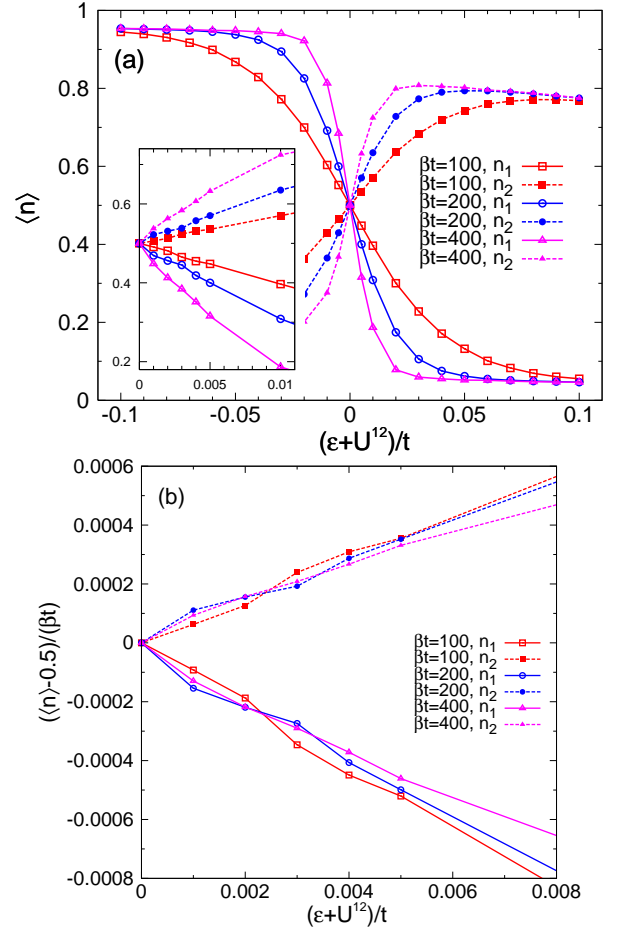 (a)
1
0.8
0.6
0.4
0.2
0
⟨n⟩
-0.1
-0.05
0
0.05
0.1
(ε+U¹²)/t
βt=100, n₁
βt=100, n₂
βt=200, n₁
βt=200, n₂
βt=400, n₁
βt=400, n₂
0.6
0.4
0.2
0
0.005
0.01
(b)
0.0006
0.0004
0.0002
0
-0.0002
-0.0004
-0.0006
-0.0008
(⟨n⟩-0.5)/(βt)
βt=100, n₁
βt=100, n₂
βt=200, n₁
βt=200, n₂
βt=400, n₁
βt=400, n₂
0
0.002
0.004
0.006
0.008
(ε+U¹²)/t